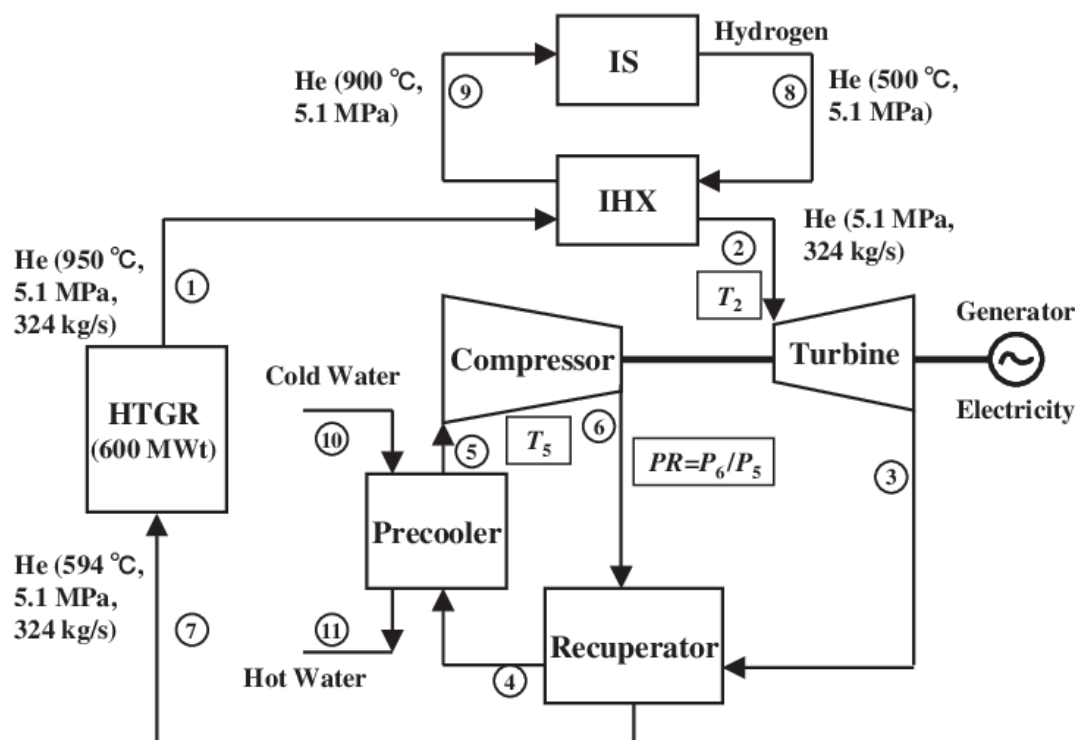 Hydrogen
IS
He (900 ℃,
5.1 MPa)
9
8
He (500 ℃,
5.1 MPa)
IHX
He (5.1 MPa,
324 kg/s)
2
T2
He (950 ℃,
5.1 MPa,
324 kg/s)
1
Compressor
Turbine
Generator
Electricity
HTGR
(600 MWt)
Cold Water
10
5
T5
6
PR=P6/P5
3
Precooler
He (594 ℃,
5.1 MPa,
324 kg/s)
7
11
Hot Water
4
Recuperator